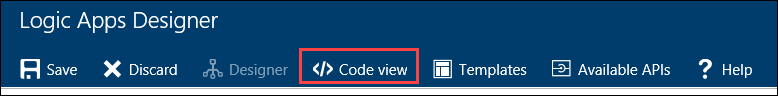 Logic Apps Designer
Save Discard Designer Code view Templates Available APIs Help